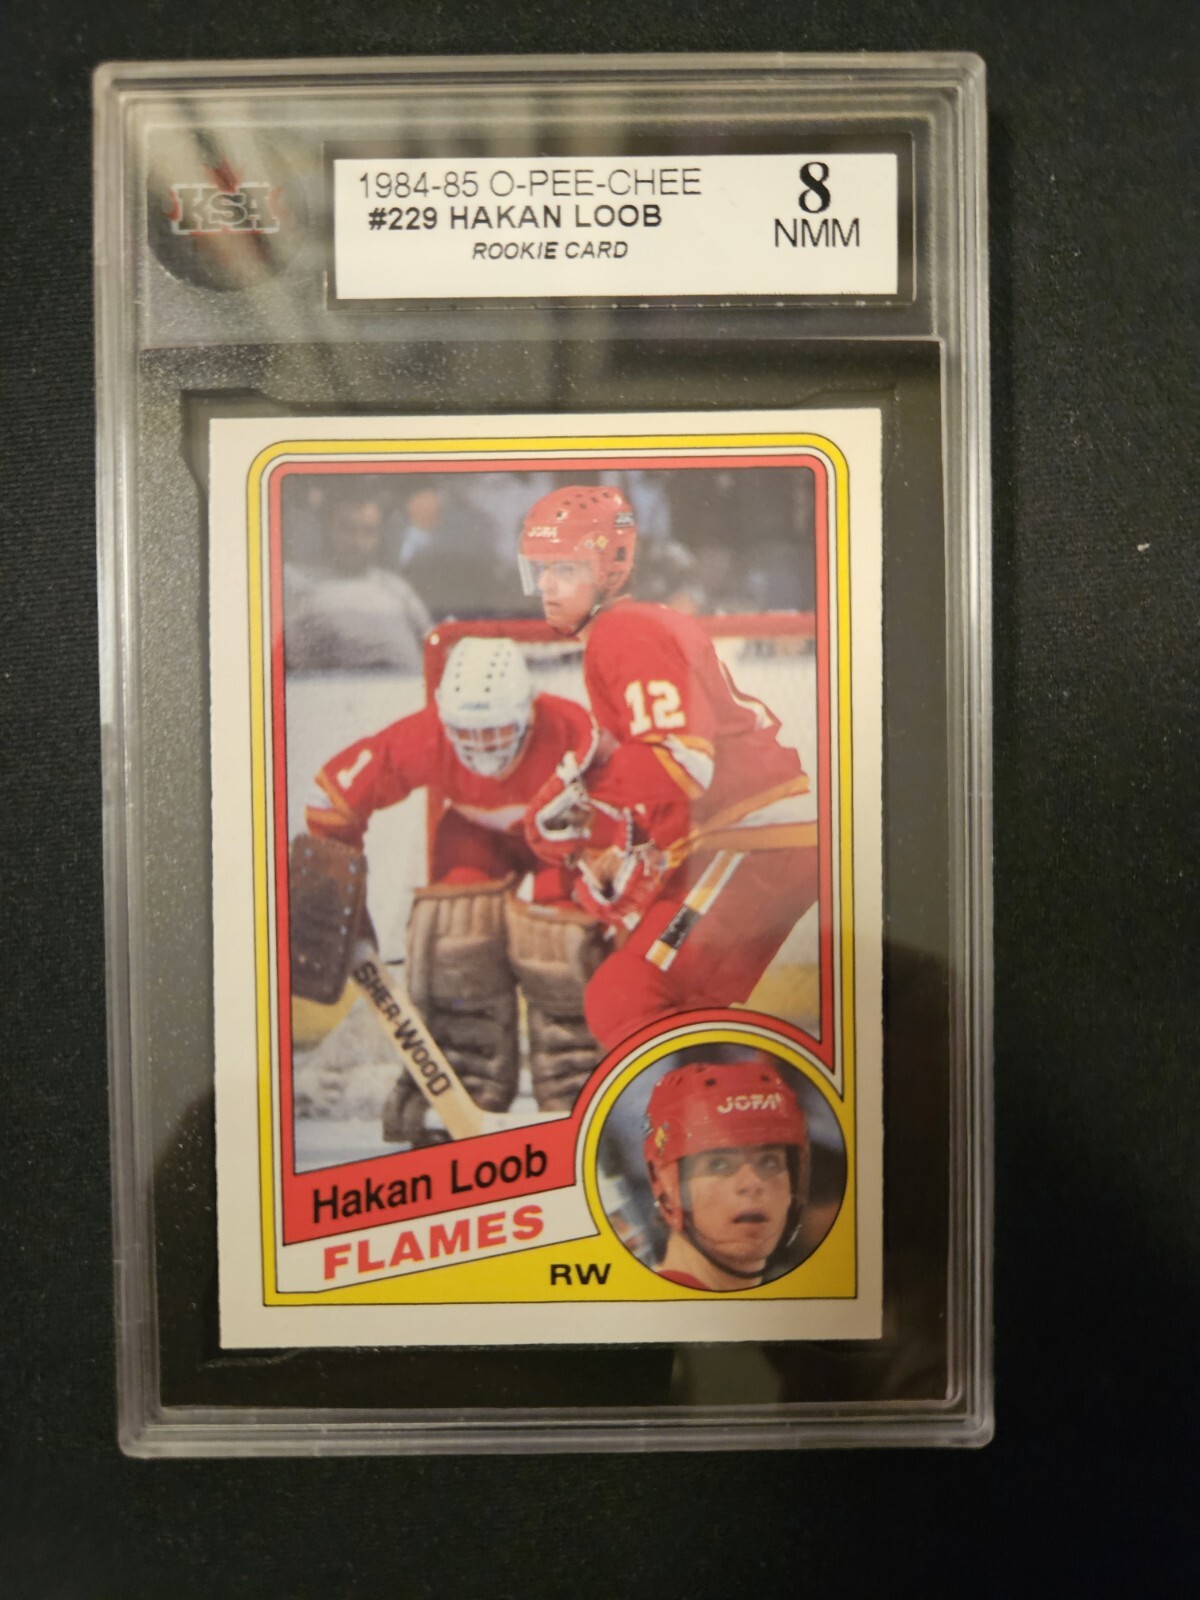 KSA
1984-85 O-PEE-CHEE
#229 HAKAN LOOB
ROOKIE CARD
8
NMM
JOFA
12
1
SHER-WOOD
JOFA
Hakan Loob
FLAMES
RW